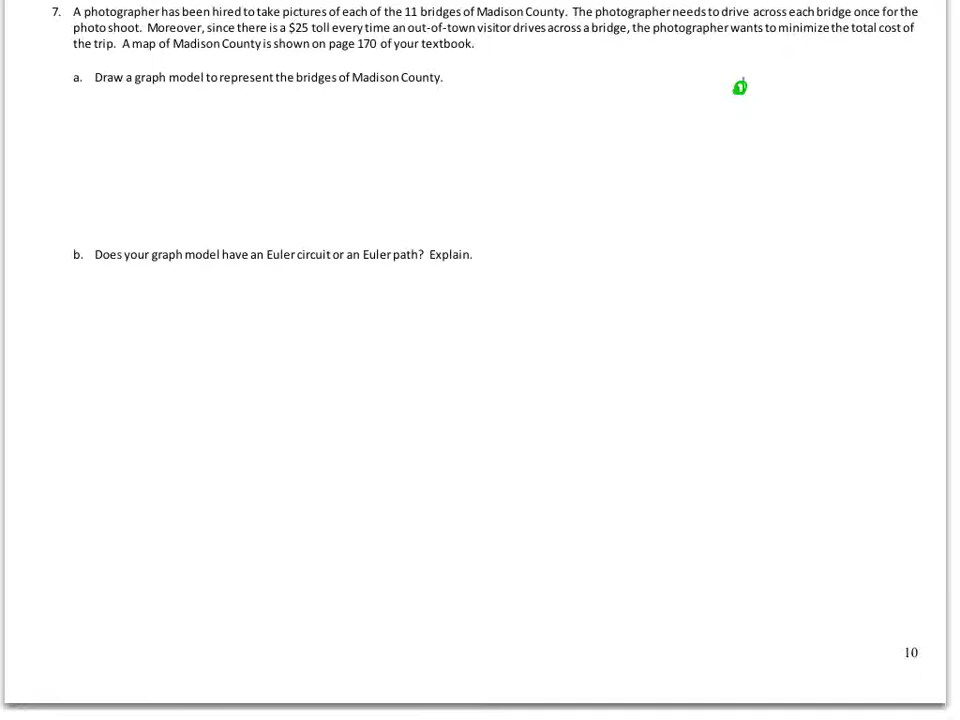 7. A photographer has been hired to take pictures of each of the 11 bridges of Madison County. The photographer needs to drive across each bridge once for the
photo shoot. Moreover, since there is a $25 toll every time an out-of-town visitor drives across a bridge, the photographer wants to minimize the total cost of
the trip. A map of Madison County is shown on page 170 of your textbook.
a. Draw a graph model to represent the bridges of Madison County.
1
b. Does your graph model have an Euler circuit or an Euler path? Explain.
10